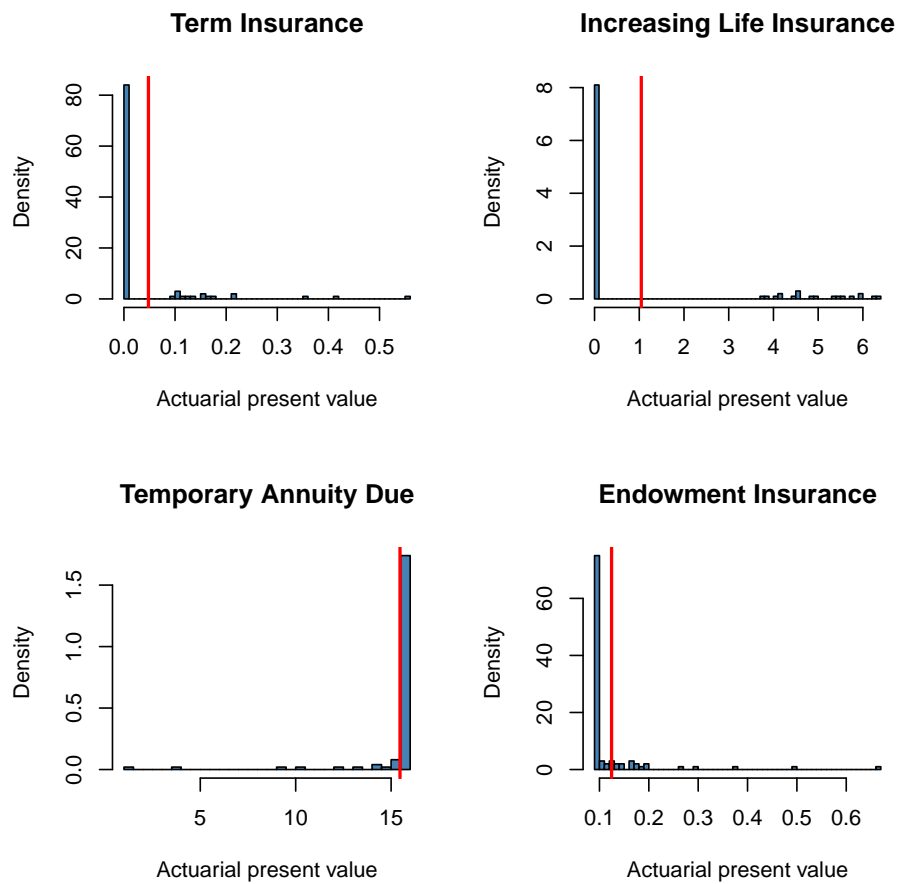 Term Insurance
Density
0 20 40 60 80
0.0 0.1 0.2 0.3 0.4 0.5
Actuarial present value
Increasing Life Insurance
Density
0 2 4 6 8
0 1 2 3 4 5 6
Actuarial present value
Temporary Annuity Due
Density
0.0 0.5 1.0 1.5
5 10 15
Actuarial present value
Endowment Insurance
Density
0 20 40 60
0.1 0.2 0.3 0.4 0.5 0.6
Actuarial present value